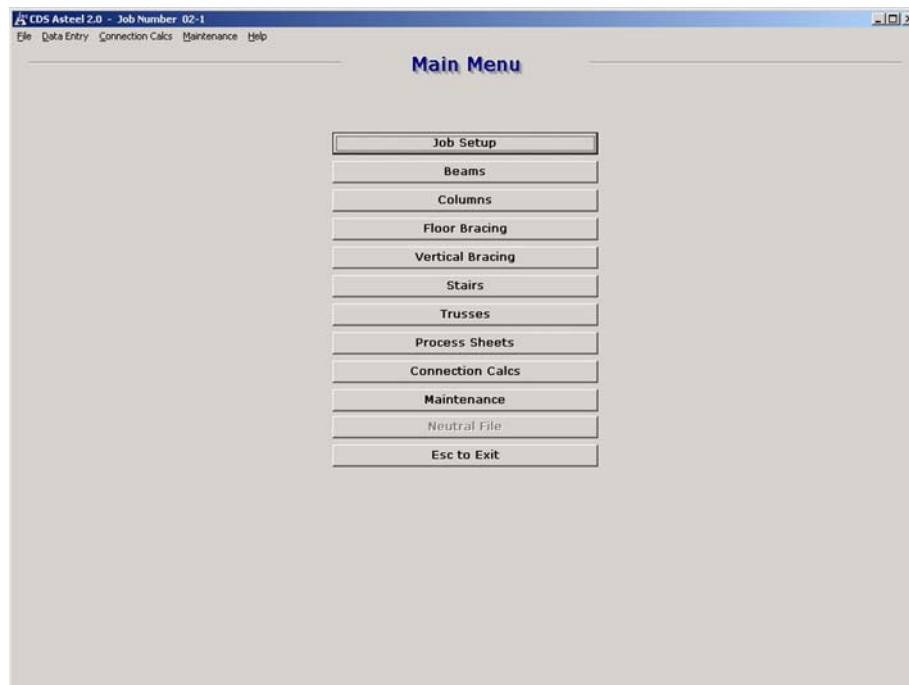 CDS Asteel 2.0 - Job Number 02-1
File Data Entry Connection Calcs Maintenance Help
Main Menu
Job Setup
Beams
Columns
Floor Bracing
Vertical Bracing
Stairs
Trusses
Process Sheets
Connection Calcs
Maintenance
Neutral File
Esc to Exit